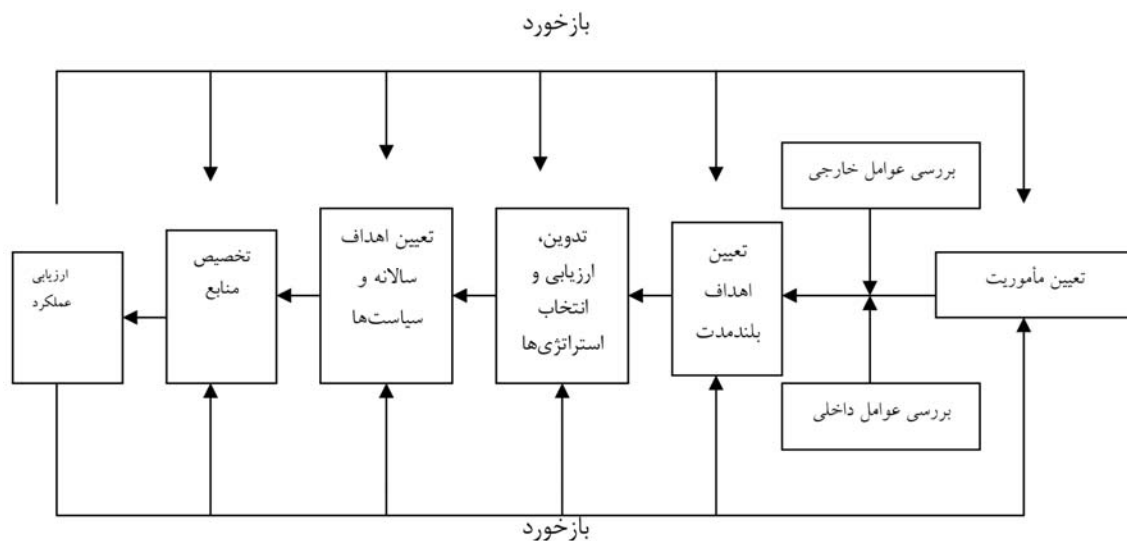 بازخورد
بررسی عوامل خارجی
تعیین مأموریت
بررسی عوامل داخلی
تعیین
اهداف
بلندمدت
تدوین،
ارزیابی و
انتخاب
استراتژی‌ها
تعیین اهداف
سالانه و
سیاست‌ها
تخصیص
منابع
ارزیابی
عملکرد
بازخورد